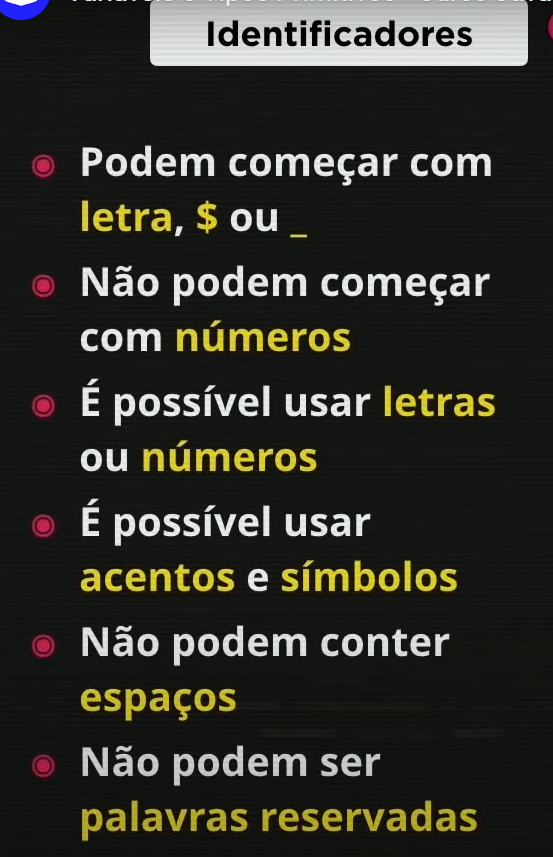 Identificadores
Podem começar com
letra, $ ou _
Não podem começar
com números
É possível usar letras
ou números
É possível usar
acentos e símbolos
Não podem conter
espaços
Não podem ser
palavras reservadas